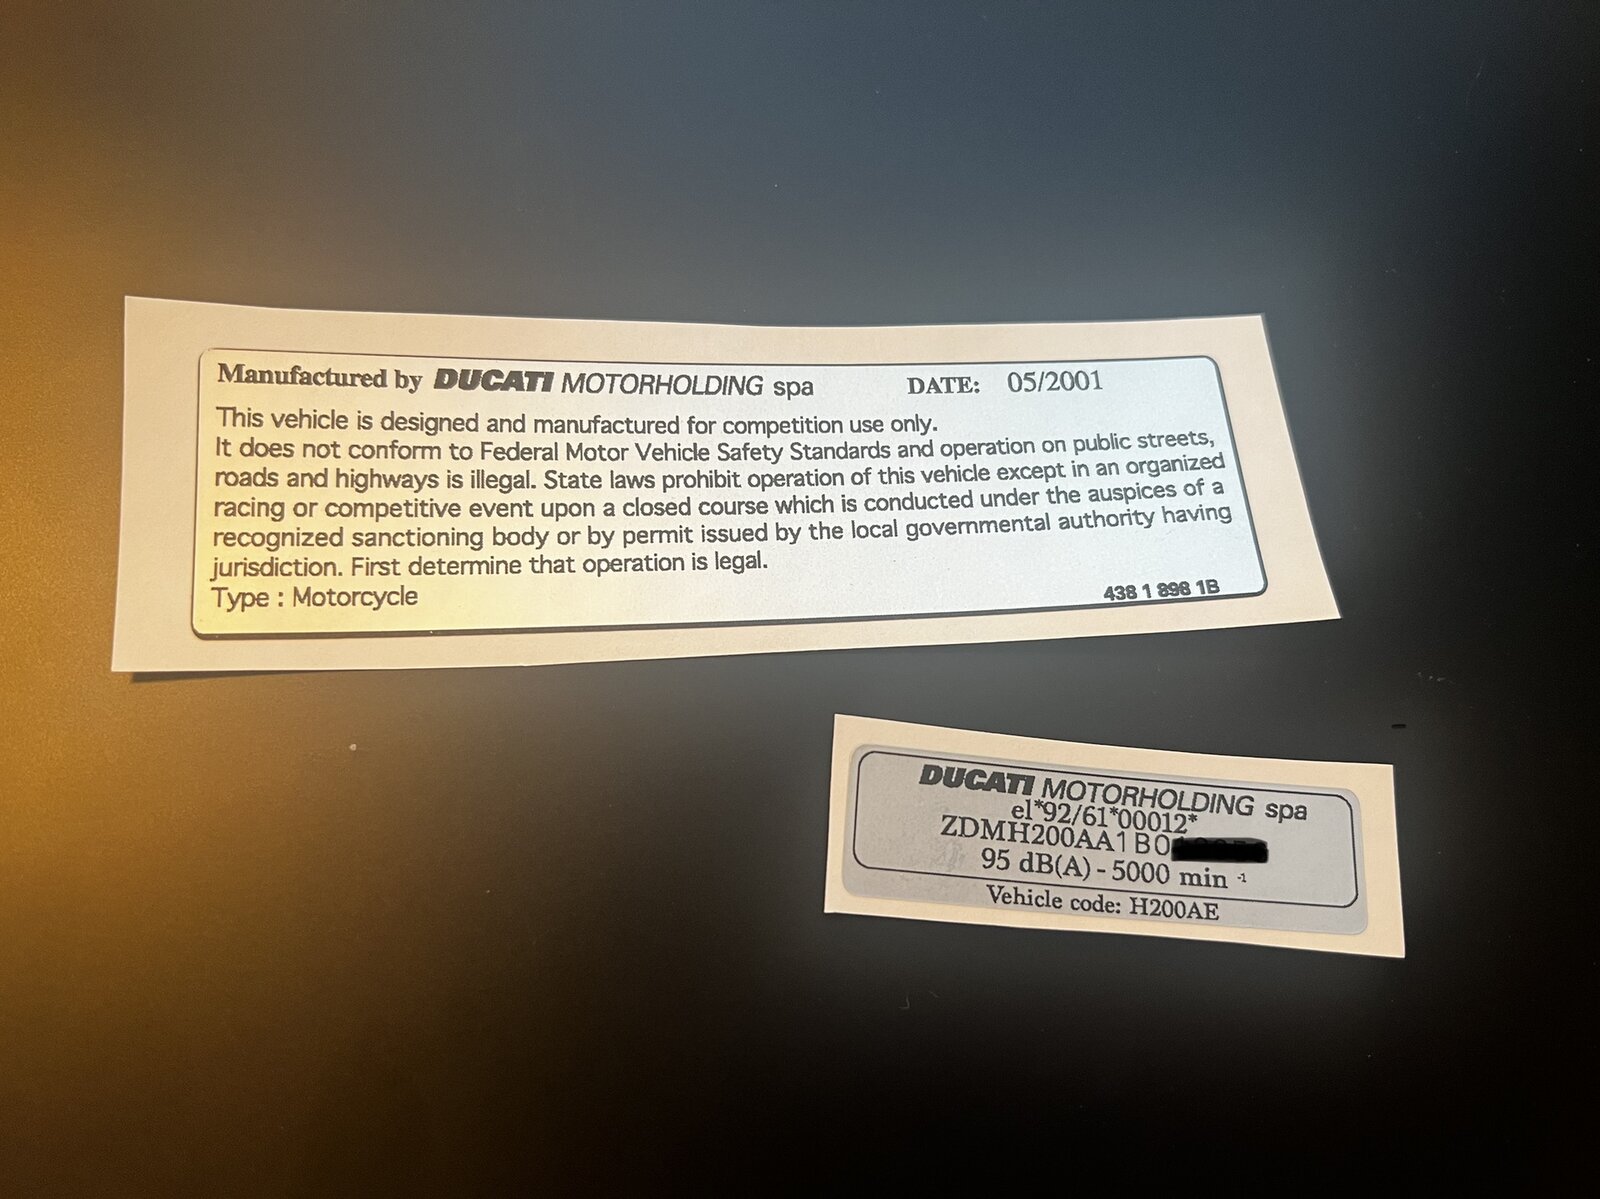 Manufactured by DUCATI MOTORHOLDING spa DATE: 05/2001
This vehicle is designed and manufactured for competition use only.
It does not conform to Federal Motor Vehicle Safety Standards and operation on public streets,
roads and highways is illegal. State laws prohibit operation of this vehicle except in an organized
racing or competitive event upon a closed course which is conducted under the auspices of a
recognized sanctioning body or by permit issued by the local governmental authority having
jurisdiction. First determine that operation is legal.
Type : Motorcycle 438 1 898 1B
DUCATI MOTORHOLDING spa
el*92/61*00012*
ZDMH200AA1B0
95 dB(A) - 5000 min -1
Vehicle code: H200AE